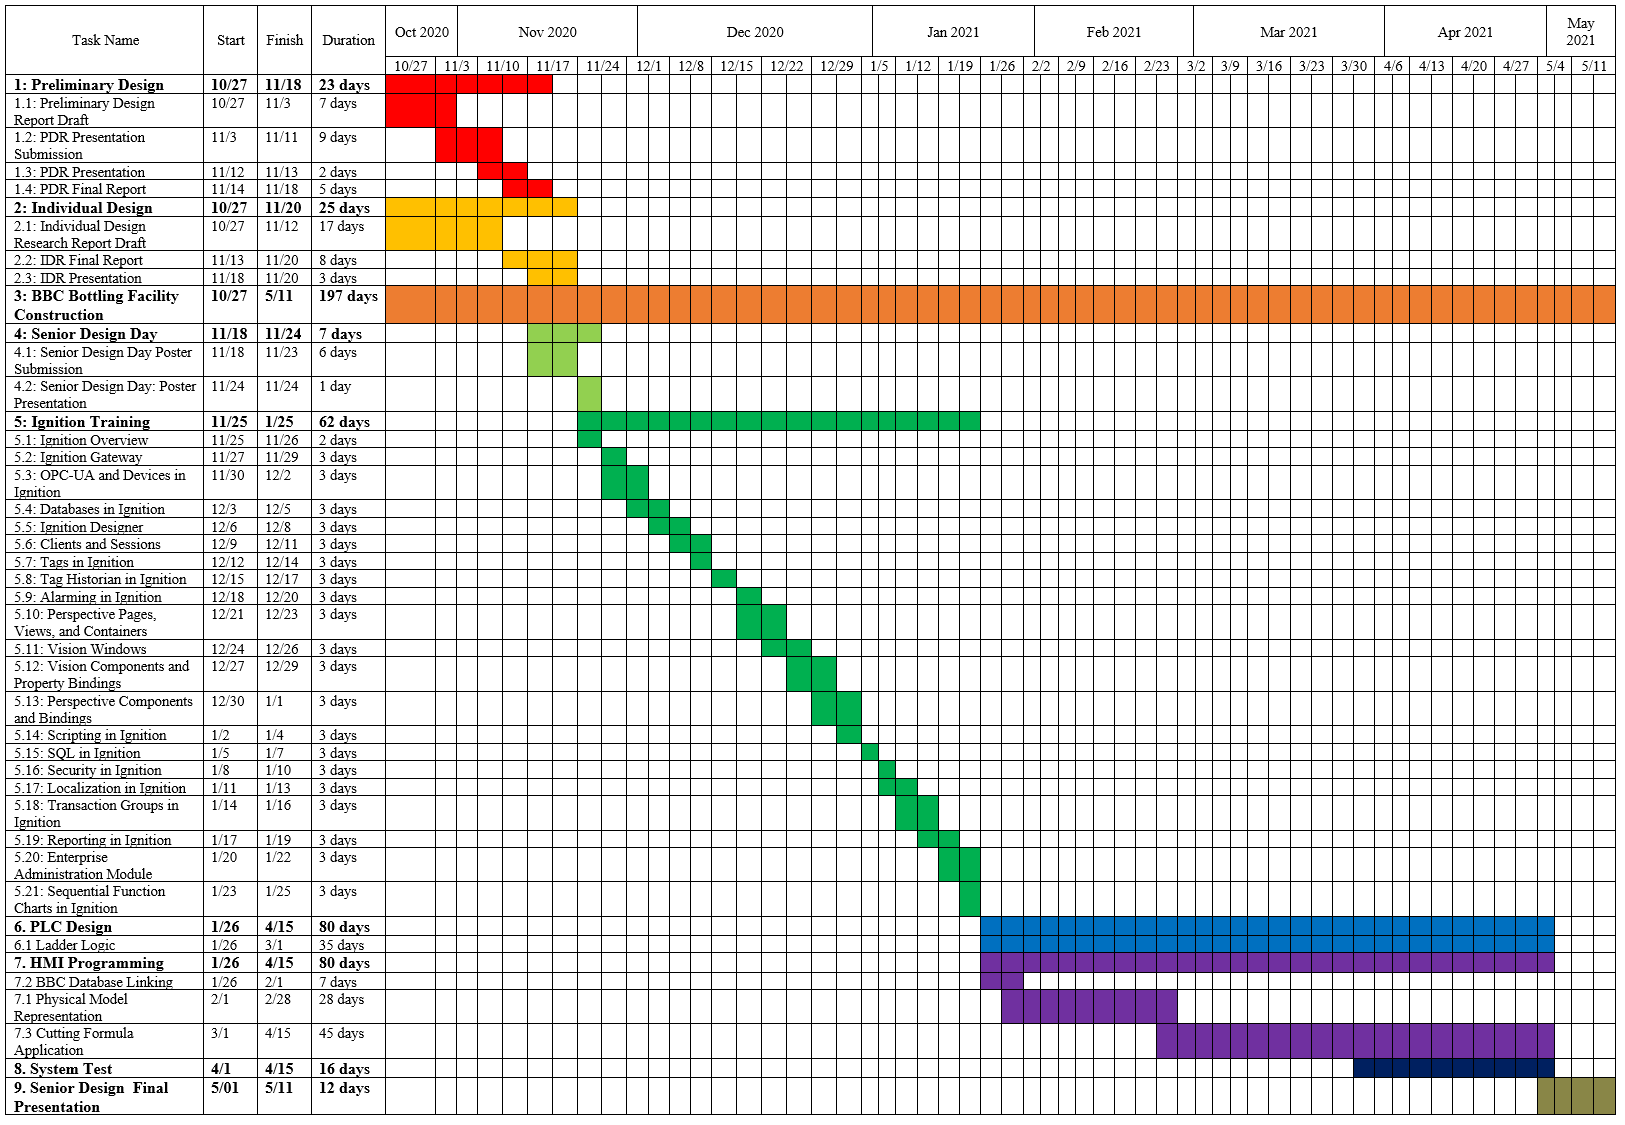 Task Name Start Finish Duration Oct 2020 Nov 2020 Dec 2020 Jan 2021 Feb 2021 Mar 2021 Apr 2021 May
2021
10/27 11/3 11/10 11/17 11/24 12/1 12/8 12/15 12/22 12/29 1/5 1/12 1/19 1/26 2/2 2/9 2/16 2/23 3/2 3/9 3/16 3/23 3/30 4/6 4/13 4/20 4/27 5/4 5/11
1: Preliminary Design 10/27 11/18 23 days
1.1: Preliminary Design 10/27 11/3 7 days
Report Draft
1.2: PDR Presentation 11/3 11/11 9 days
Submission
1.3: PDR Presentation 11/12 11/13 2 days
1.4: PDR Final Report 11/14 11/18 5 days
2: Individual Design 10/27 11/20 25 days
2.1: Individual Design 10/27 11/12 17 days
Research Report Draft
2.2: IDR Final Report 11/13 11/20 8 days
2.3: IDR Presentation 11/18 11/20 3 days
3: BBC Bottling Facility 10/27 5/11 197 days
Construction
4: Senior Design Day 11/18 11/24 7 days
4.1: Senior Design Day Poster 11/18 11/23 6 days
Submission
4.2: Senior Design Day: Poster 11/24 11/24 1 day
Presentation
5: Ignition Training 11/25 1/25 62 days
5.1: Ignition Overview 11/25 11/26 2 days
5.2: Ignition Gateway 11/27 11/29 3 days
5.3: OPC-UA and Devices in 11/30 12/2 3 days
Ignition
5.4: Databases in Ignition 12/3 12/5 3 days
5.5: Ignition Designer 12/6 12/8 3 days
5.6: Clients and Sessions 12/9 12/11 3 days
5.7: Tags in Ignition 12/12 12/14 3 days
5.8: Tag Historian in Ignition 12/15 12/17 3 days
5.9: Alarming in Ignition 12/18 12/20 3 days
5.10: Perspective Pages, 12/21 12/23 3 days
Views, and Containers
5.11: Vision Windows 12/24 12/26 3 days
5.12: Vision Components and 12/27 12/29 3 days
Property Bindings
5.13: Perspective Components 12/30 1/1 3 days
and Bindings
5.14: Scripting in Ignition 1/2 1/4 3 days
5.15: SQL in Ignition 1/5 1/7 3 days
5.16: Security in Ignition 1/8 1/10 3 days
5.17: Localization in Ignition 1/11 1/13 3 days
5.18: Transaction Groups in 1/14 1/16 3 days
Ignition
5.19: Reporting in Ignition 1/17 1/19 3 days
5.20: Enterprise 1/20 1/22 3 days
Administration Module
5.21: Sequential Function 1/23 1/25 3 days
Charts in Ignition
6. PLC Design 1/26 4/15 80 days
6.1 Ladder Logic 1/26 3/1 35 days
7. HMI Programming 1/26 4/15 80 days
7.2 BBC Database Linking 1/26 2/1 7 days
7.1 Physical Model 2/1 2/28 28 days
Representation
7.3 Cutting Formula 3/1 4/15 45 days
Application
8. System Test 4/1 4/15 16 days
9. Senior Design Final 5/01 5/11 12 days
Presentation